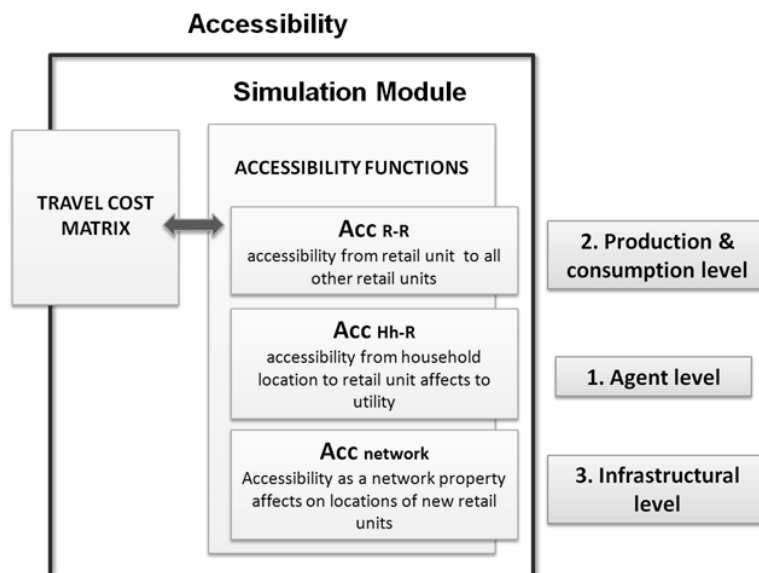 Accessibility
Simulation Module
TRAVEL COST
MATRIX
ACCESSIBILITY FUNCTIONS
Acc R-R
accessibility from retail unit to all
other retail units
Acc Hh-R
accessibility from household
location to retail unit affects to
utility
Acc network
Accessibility as a network property
affects on locations of new retail
units
2. Production &
consumption level
1. Agent level
3. Infrastructural
level